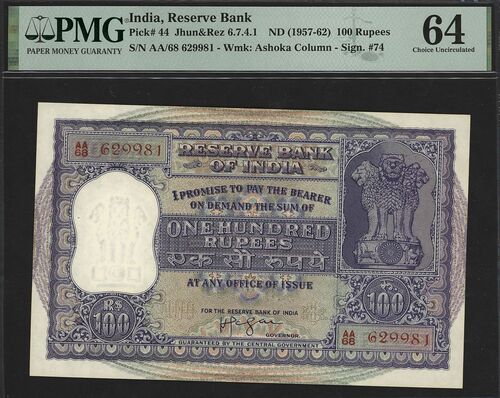 PMG
PAPER MONEY GUARANTY
India, Reserve Bank
Pick# 44 Jhun&Rez 6.7.4.1 ND (1957-62) 100 Rupees
S/N AA/68 629981 - Wmk: Ashoka Column - Sign. #74
64
Choice Uncirculated
AA
68 629981
RESERVE BANK
OF INDIA
I PROMISE TO PAY THE BEARER
ON DEMAND THE SUM OF
ONE HUNDRED
RUPEES
एक सौ रुपये
AT ANY OFFICE OF ISSUE
FOR THE RESERVE BANK OF INDIA
GOVERNOR
Rs
100
100
AA
68 629981
GUARANTEED BY THE CENTRAL GOVERNMENT